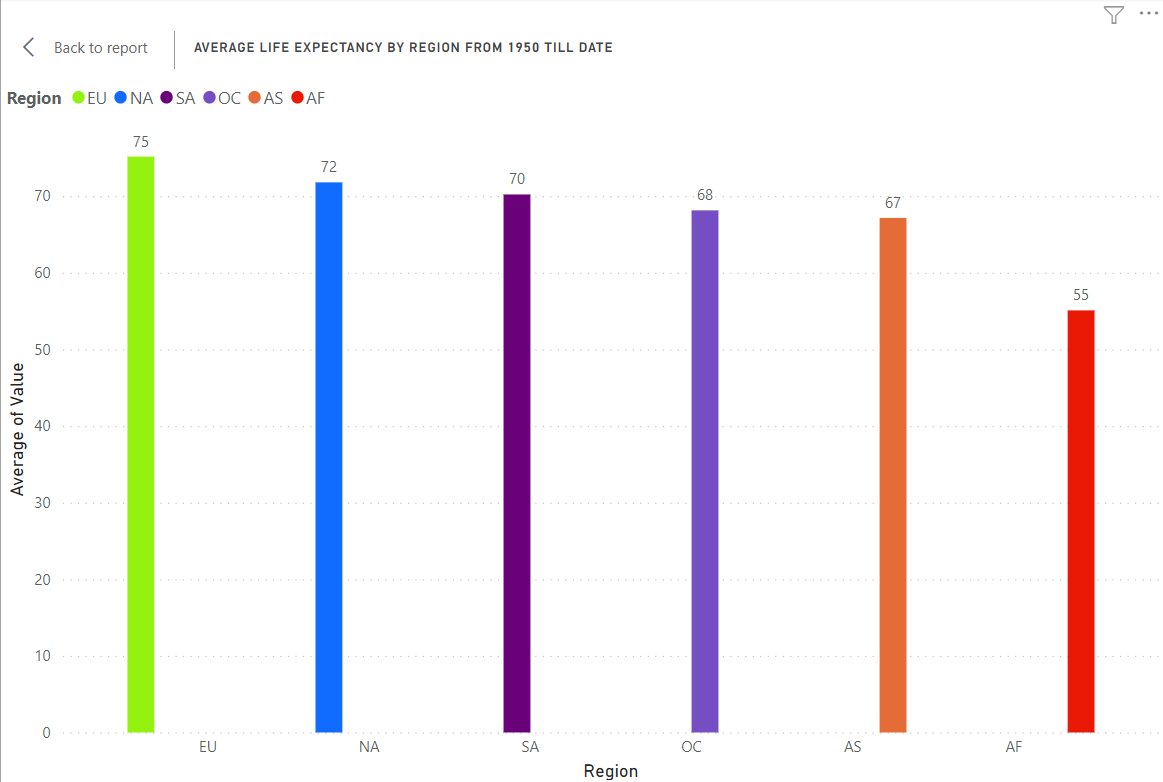 Back to report
AVERAGE LIFE EXPECTANCY BY REGION FROM 1950 TILL DATE
Region EU NA SA OC AS AF
75
72
70
68
67
55
70
60
50
40
30
20
10
0
Average of Value
EU NA SA OC AS AF
Region